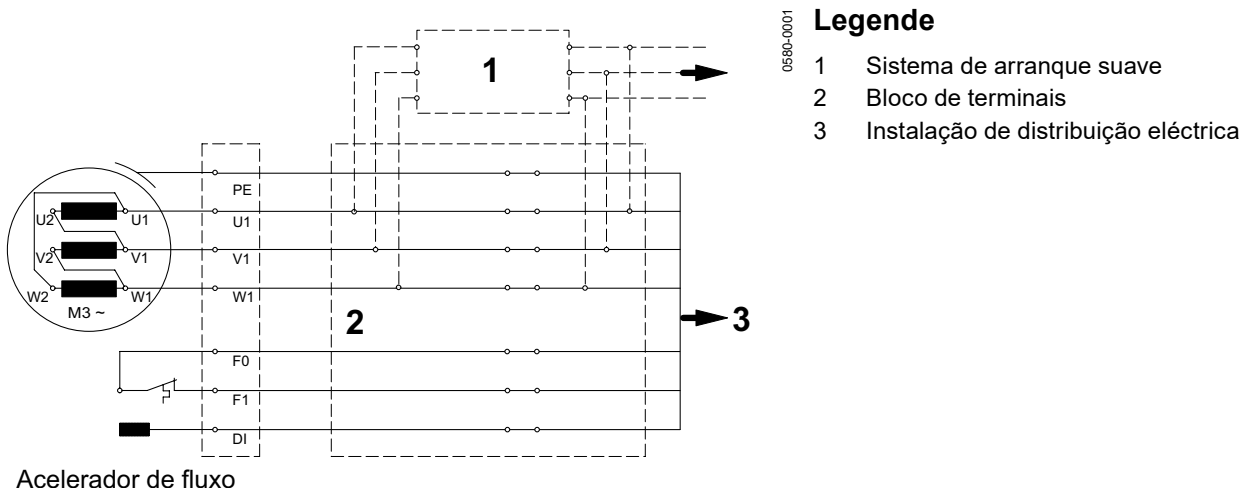 0580-0001
Legende
1 Sistema de arranque suave
2 Bloco de terminais
3 Instalação de distribuição eléctrica
1
PE
U2 U1 U1
V2 V1 V1
W2 W1 W1
M3 ~
2
3
F0
F1
DI
Acelerador de fluxo